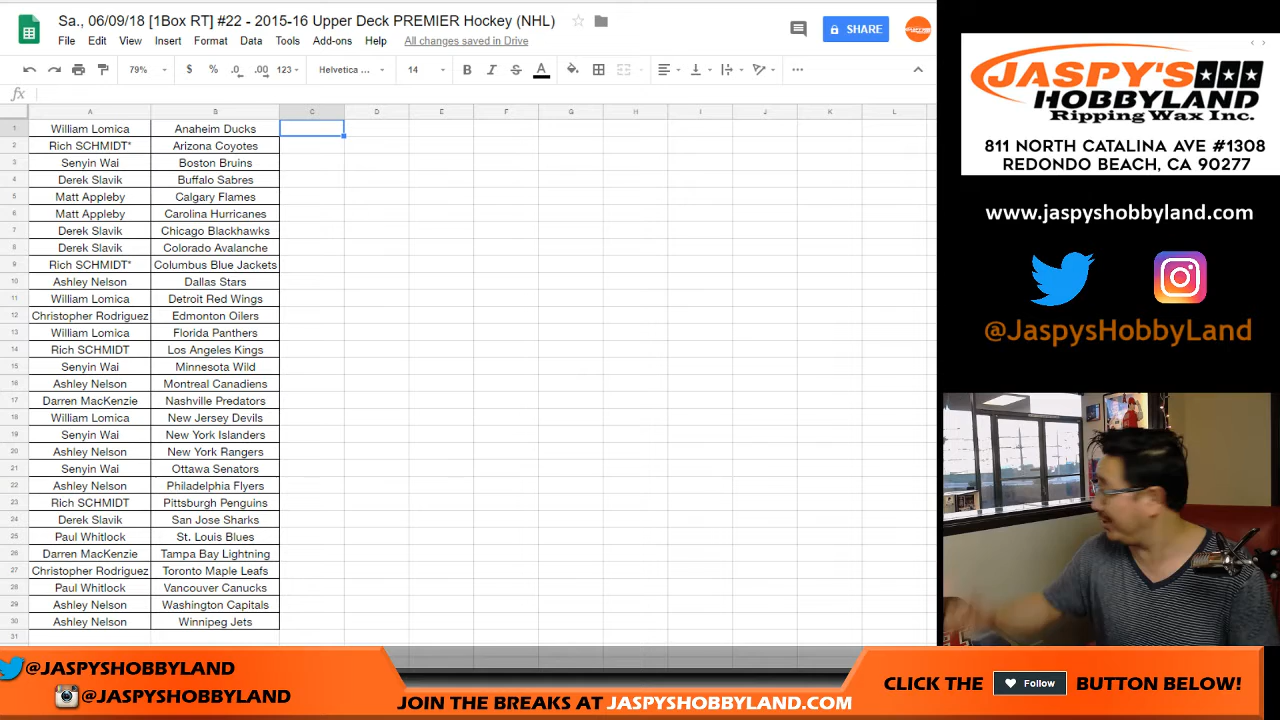 Sa., 06/09/18 [1Box RT] #22 - 2015-16 Upper Deck PREMIER Hockey (NHL)
File Edit View Insert Format Data Tools Add-ons Help All changes saved in Drive
SHARE
79% $ % .0 .00 123 Helvetica ... 14 B I S A
fx
A B C D E F G H I J K L
1 William Lomica Anaheim Ducks
2 Rich SCHMIDT* Arizona Coyotes
3 Senyin Wai Boston Bruins
4 Derek Slavik Buffalo Sabres
5 Matt Appleby Calgary Flames
6 Matt Appleby Carolina Hurricanes
7 Derek Slavik Chicago Blackhawks
8 Derek Slavik Colorado Avalanche
9 Rich SCHMIDT* Columbus Blue Jackets
10 Ashley Nelson Dallas Stars
11 William Lomica Detroit Red Wings
12 Christopher Rodriguez Edmonton Oilers
13 William Lomica Florida Panthers
14 Rich SCHMIDT Los Angeles Kings
15 Senyin Wai Minnesota Wild
16 Ashley Nelson Montreal Canadiens
17 Darren MacKenzie Nashville Predators
18 William Lomica New Jersey Devils
19 Senyin Wai New York Islanders
20 Ashley Nelson New York Rangers
21 Senyin Wai Ottawa Senators
22 Ashley Nelson Philadelphia Flyers
23 Rich SCHMIDT Pittsburgh Penguins
24 Derek Slavik San Jose Sharks
25 Paul Whitlock St. Louis Blues
26 Darren MacKenzie Tampa Bay Lightning
27 Christopher Rodriguez Toronto Maple Leafs
28 Paul Whitlock Vancouver Canucks
29 Ashley Nelson Washington Capitals
30 Ashley Nelson Winnipeg Jets
31
JASPY'S
HOBBYLAND
Ripping Wax Inc.
811 NORTH CATALINA AVE #1308
REDONDO BEACH, CA 90277
www.jaspyshobbyland.com
@JaspysHobbyLand
@JASPYSHOBBYLAND
@JASPYSHOBBYLAND
JOIN THE BREAKS AT JASPYSHOBBYLAND.COM
CLICK THE Follow BUTTON BELOW!